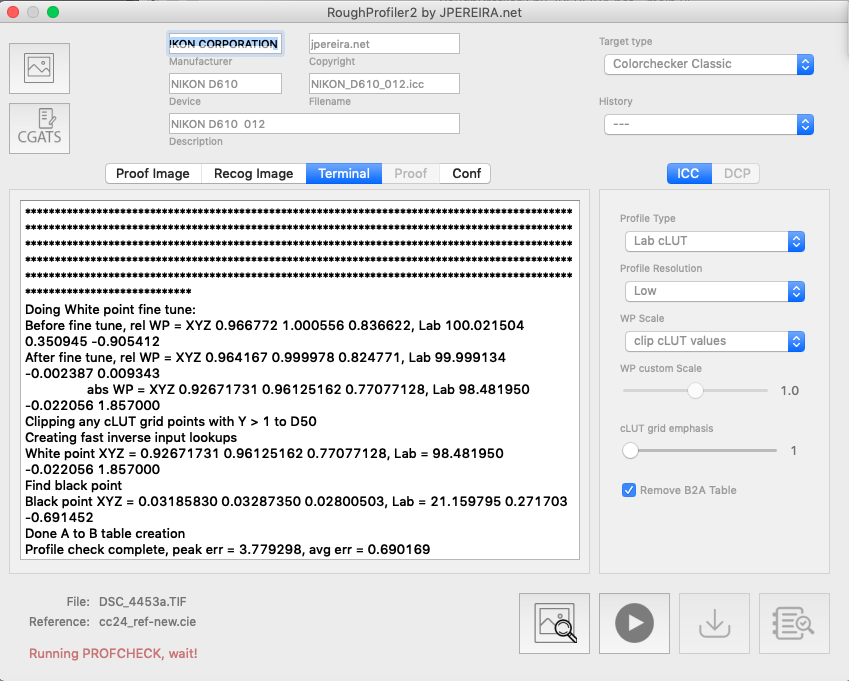 RoughProfiler2 by JPEREIRA.net
IKON CORPORATION
jpereira.net
Manufacturer
Copyright
NIKON D610
NIKON_D610_012.icc
Device
Filename
NIKON D610 012
Description
CGATS
Target type
Colorchecker Classic
History
---
Proof Image
Recog Image
Terminal
Proof
Conf
ICC
DCP
Doing White point fine tune:
Before fine tune, rel WP = XYZ 0.966772 1.000556 0.836622, Lab 100.021504
0.350945 -0.905412
After fine tune, rel WP = XYZ 0.964167 0.999978 0.824771, Lab 99.999134
-0.002387 0.009343
abs WP = XYZ 0.92671731 0.96125162 0.77077128, Lab 98.481950
-0.022056 1.857000
Clipping any cLUT grid points with Y > 1 to D50
Creating fast inverse input lookups
White point XYZ = 0.92671731 0.96125162 0.77077128, Lab = 98.481950
-0.022056 1.857000
Find black point
Black point XYZ = 0.03185830 0.03287350 0.02800503, Lab = 21.159795 0.271703
-0.691452
Done A to B table creation
Profile check complete, peak err = 3.779298, avg err = 0.690169
Profile Type
Lab cLUT
Profile Resolution
Low
WP Scale
clip cLUT values
WP custom Scale
1.0
cLUT grid emphasis
1
Remove B2A Table
File: DSC_4453a.TIF
Reference: cc24_ref-new.cie
Running PROFCHECK, wait!